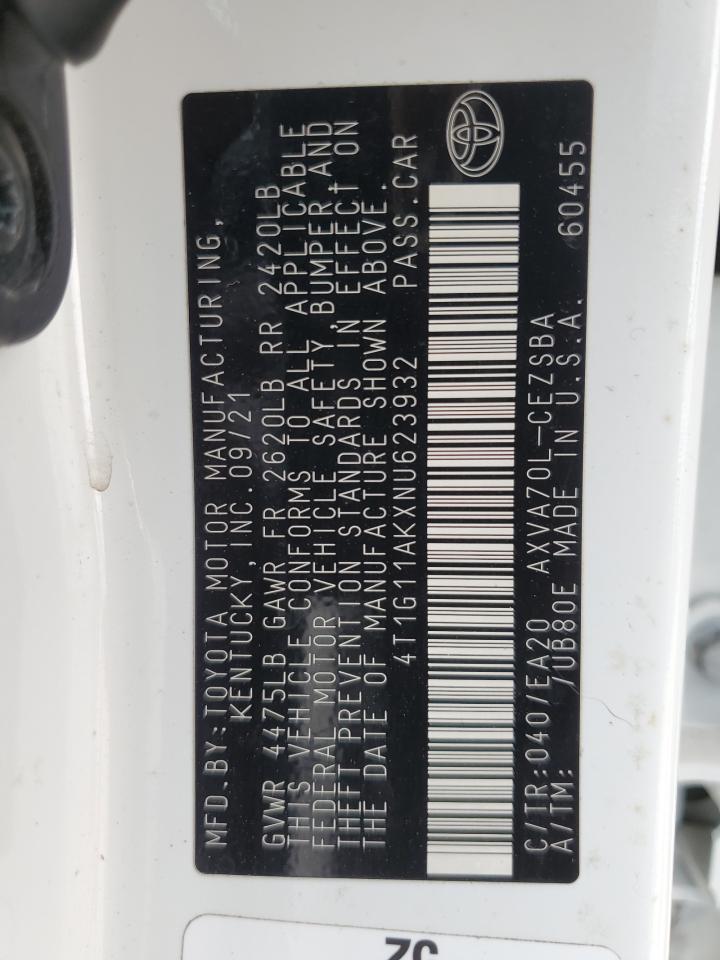 MFD.BY:TOYOTA MOTOR MANUFACTURING,
KENTUCKY,INC.09/21
GVWR 4475LB GAWR FR 2620LB RR 2420LB
THIS VEHICLE CONFORMS TO ALL APPLICABLE
FEDERAL MOTOR VEHICLE SAFETY, BUMPER AND
THEFT PREVENTION STANDARDS IN EFFECT ON
THE DATE OF MANUFACTURE SHOWN ABOVE.
4T1G11AKXNU623932 PASS.CAR
C/TR:040/EA20 AXVA70L-CEZSBA
A/TM: /UB80E MADE IN U.S.A. 60455